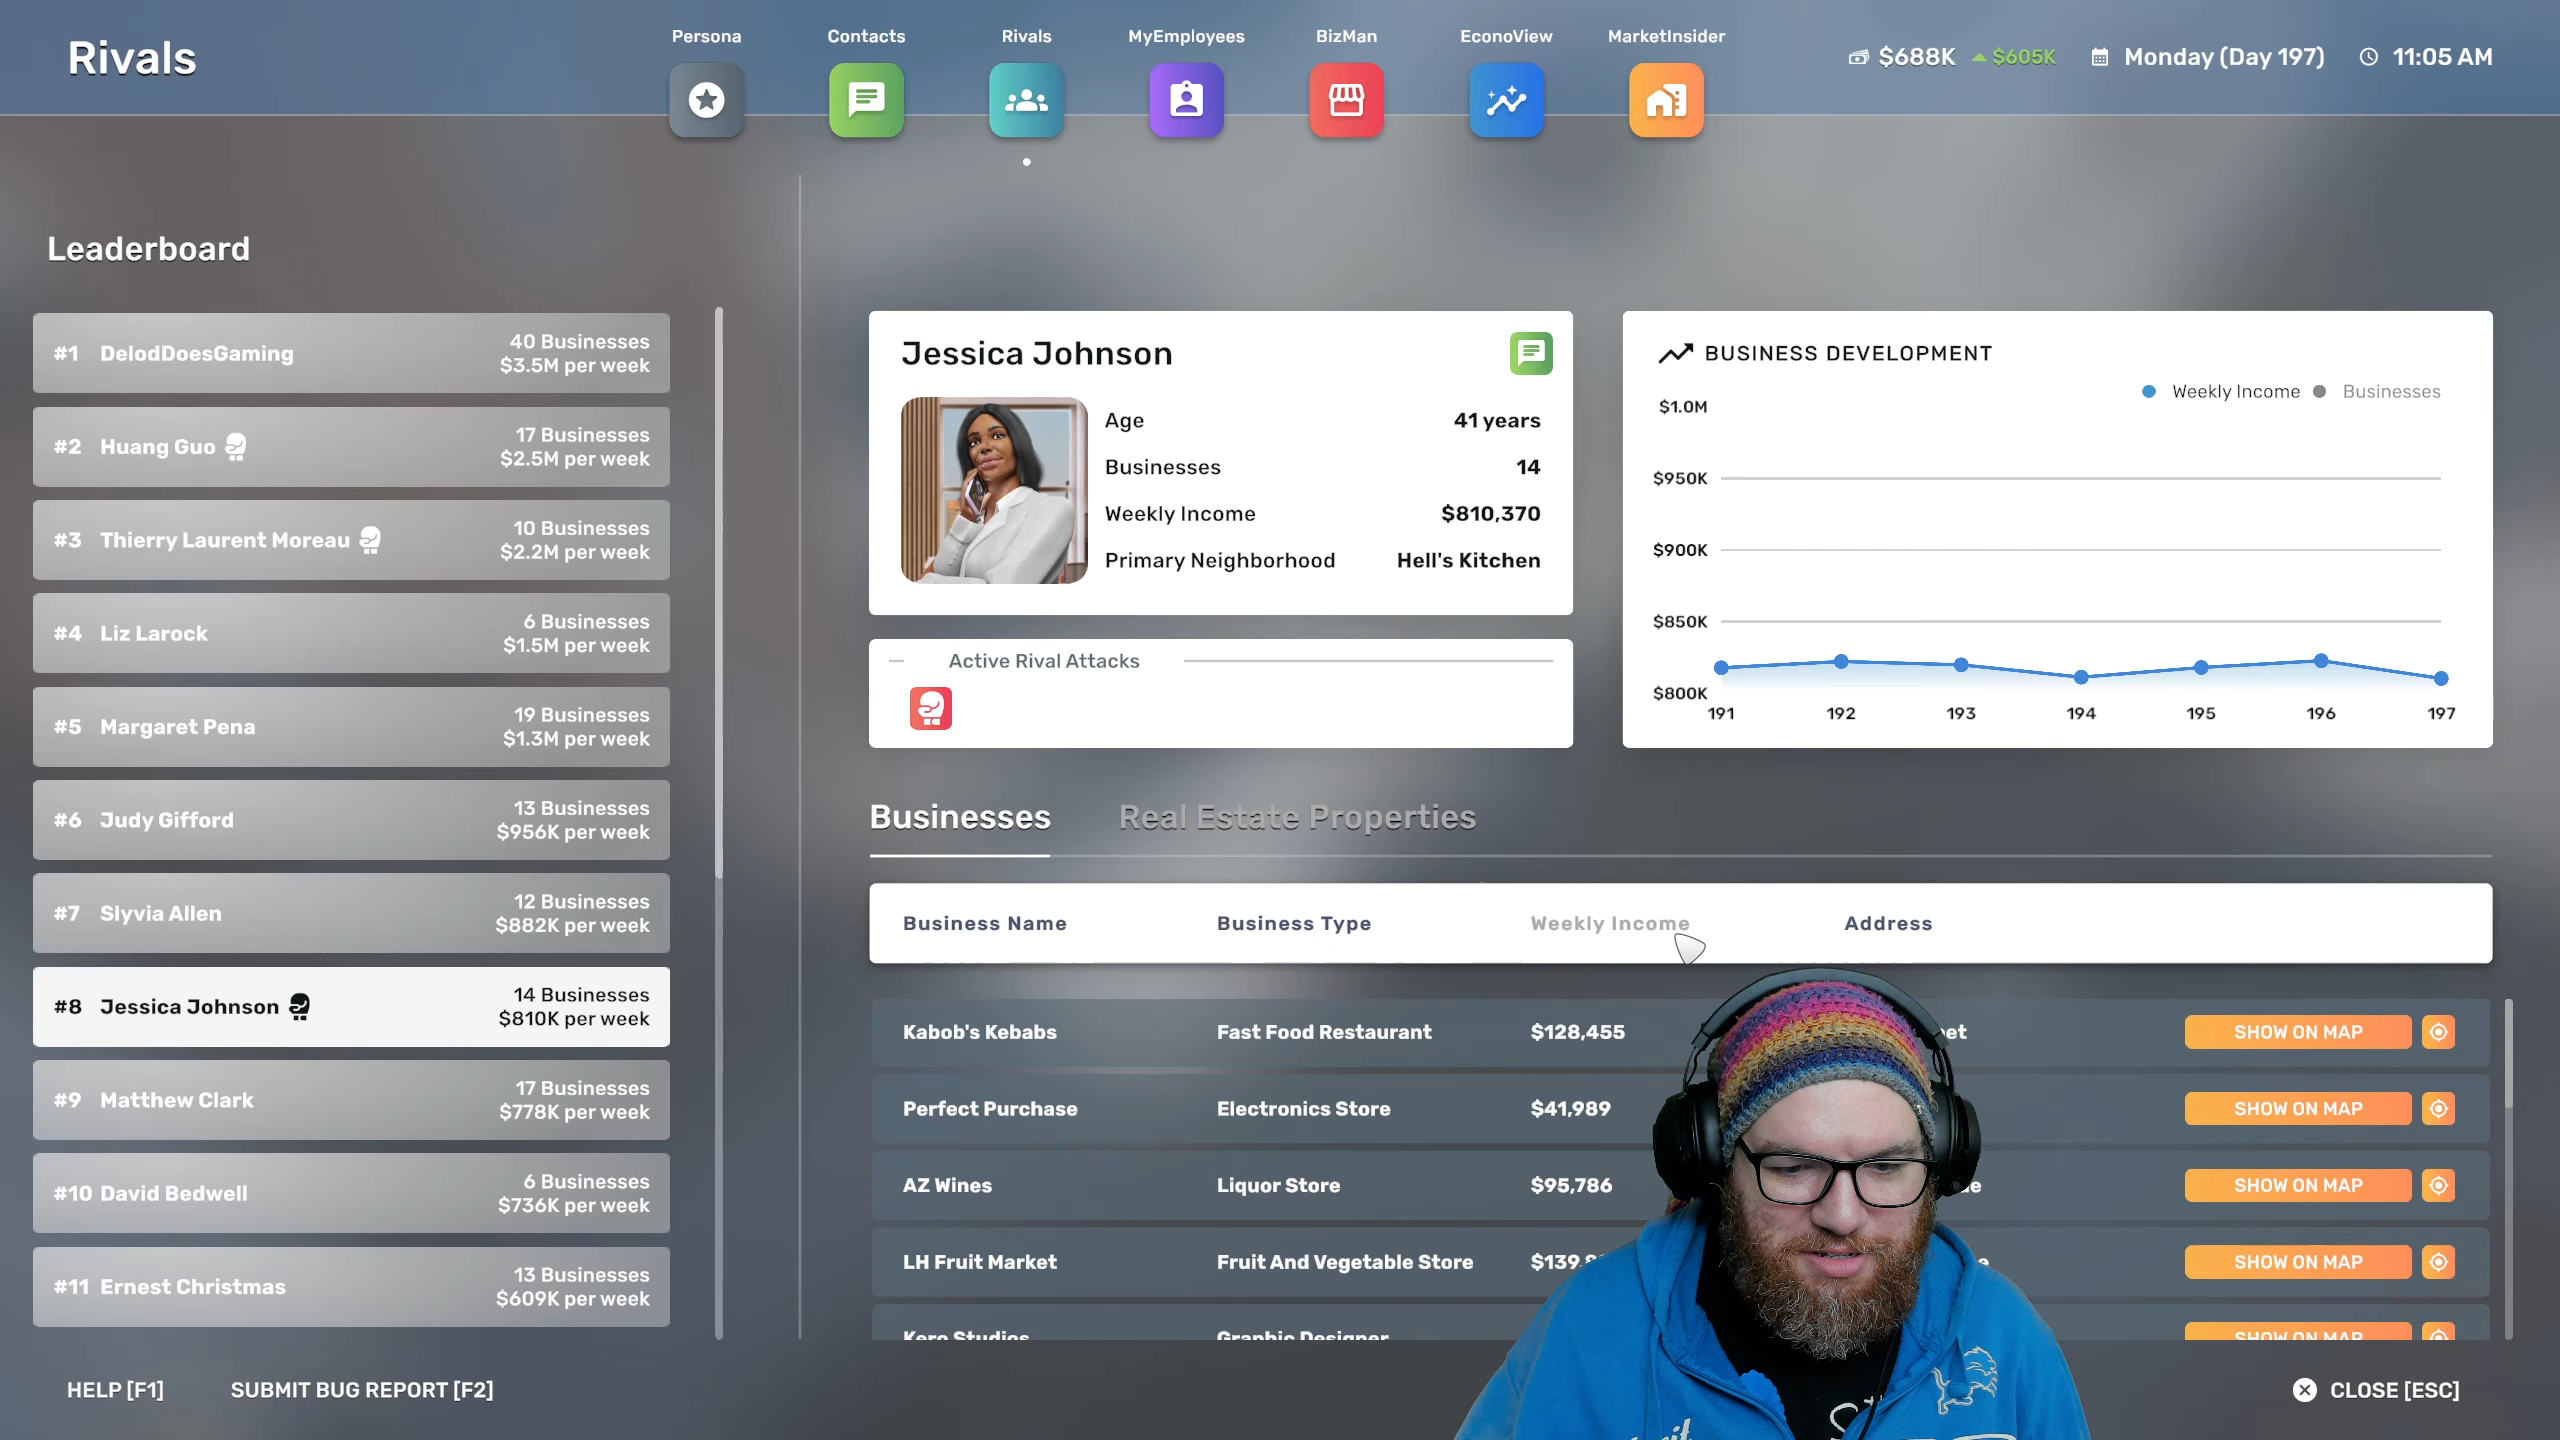 Rivals
Persona
Contacts
Rivals
MyEmployees
BizMan
EconoView
MarketInsider
$688K
$605K
Monday (Day 197)
11:05 AM
Leaderboard
#1 DelodDoesGaming
40 Businesses
$3.5M per week
#2 Huang Guo
17 Businesses
$2.5M per week
#3 Thierry Laurent Moreau
10 Businesses
$2.2M per week
#4 Liz Larock
6 Businesses
$1.5M per week
#5 Margaret Pena
19 Businesses
$1.3M per week
#6 Judy Gifford
13 Businesses
$956K per week
#7 Slyvia Allen
12 Businesses
$882K per week
#8 Jessica Johnson
14 Businesses
$810K per week
#9 Matthew Clark
17 Businesses
$778K per week
#10 David Bedwell
6 Businesses
$736K per week
#11 Ernest Christmas
13 Businesses
$609K per week
Jessica Johnson
Age 41 years
Businesses 14
Weekly Income $810,370
Primary Neighborhood Hell's Kitchen
Active Rival Attacks
BUSINESS DEVELOPMENT
Weekly Income Businesses
$1.0M
$950K
$900K
$850K
$800K
191 192 193 194 195 196 197
Businesses Real Estate Properties
Business Name Business Type Weekly Income Address
Kabob's Kebabs Fast Food Restaurant $128,455 SHOW ON MAP
Perfect Purchase Electronics Store $41,989 SHOW ON MAP
AZ Wines Liquor Store $95,786 SHOW ON MAP
LH Fruit Market Fruit And Vegetable Store SHOW ON MAP
Kero Studios Graphic Designer SHOW ON MAP
HELP [F1]
SUBMIT BUG REPORT [F2]
CLOSE [ESC]